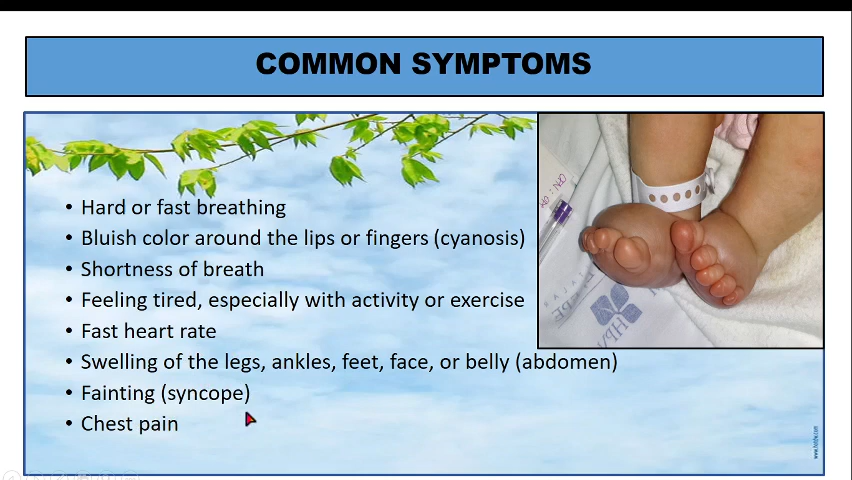 COMMON SYMPTOMS
• Hard or fast breathing
• Bluish color around the lips or fingers (cyanosis)
• Shortness of breath
• Feeling tired, especially with activity or exercise
• Fast heart rate
• Swelling of the legs, ankles, feet, face, or belly (abdomen)
• Fainting (syncope)
• Chest pain